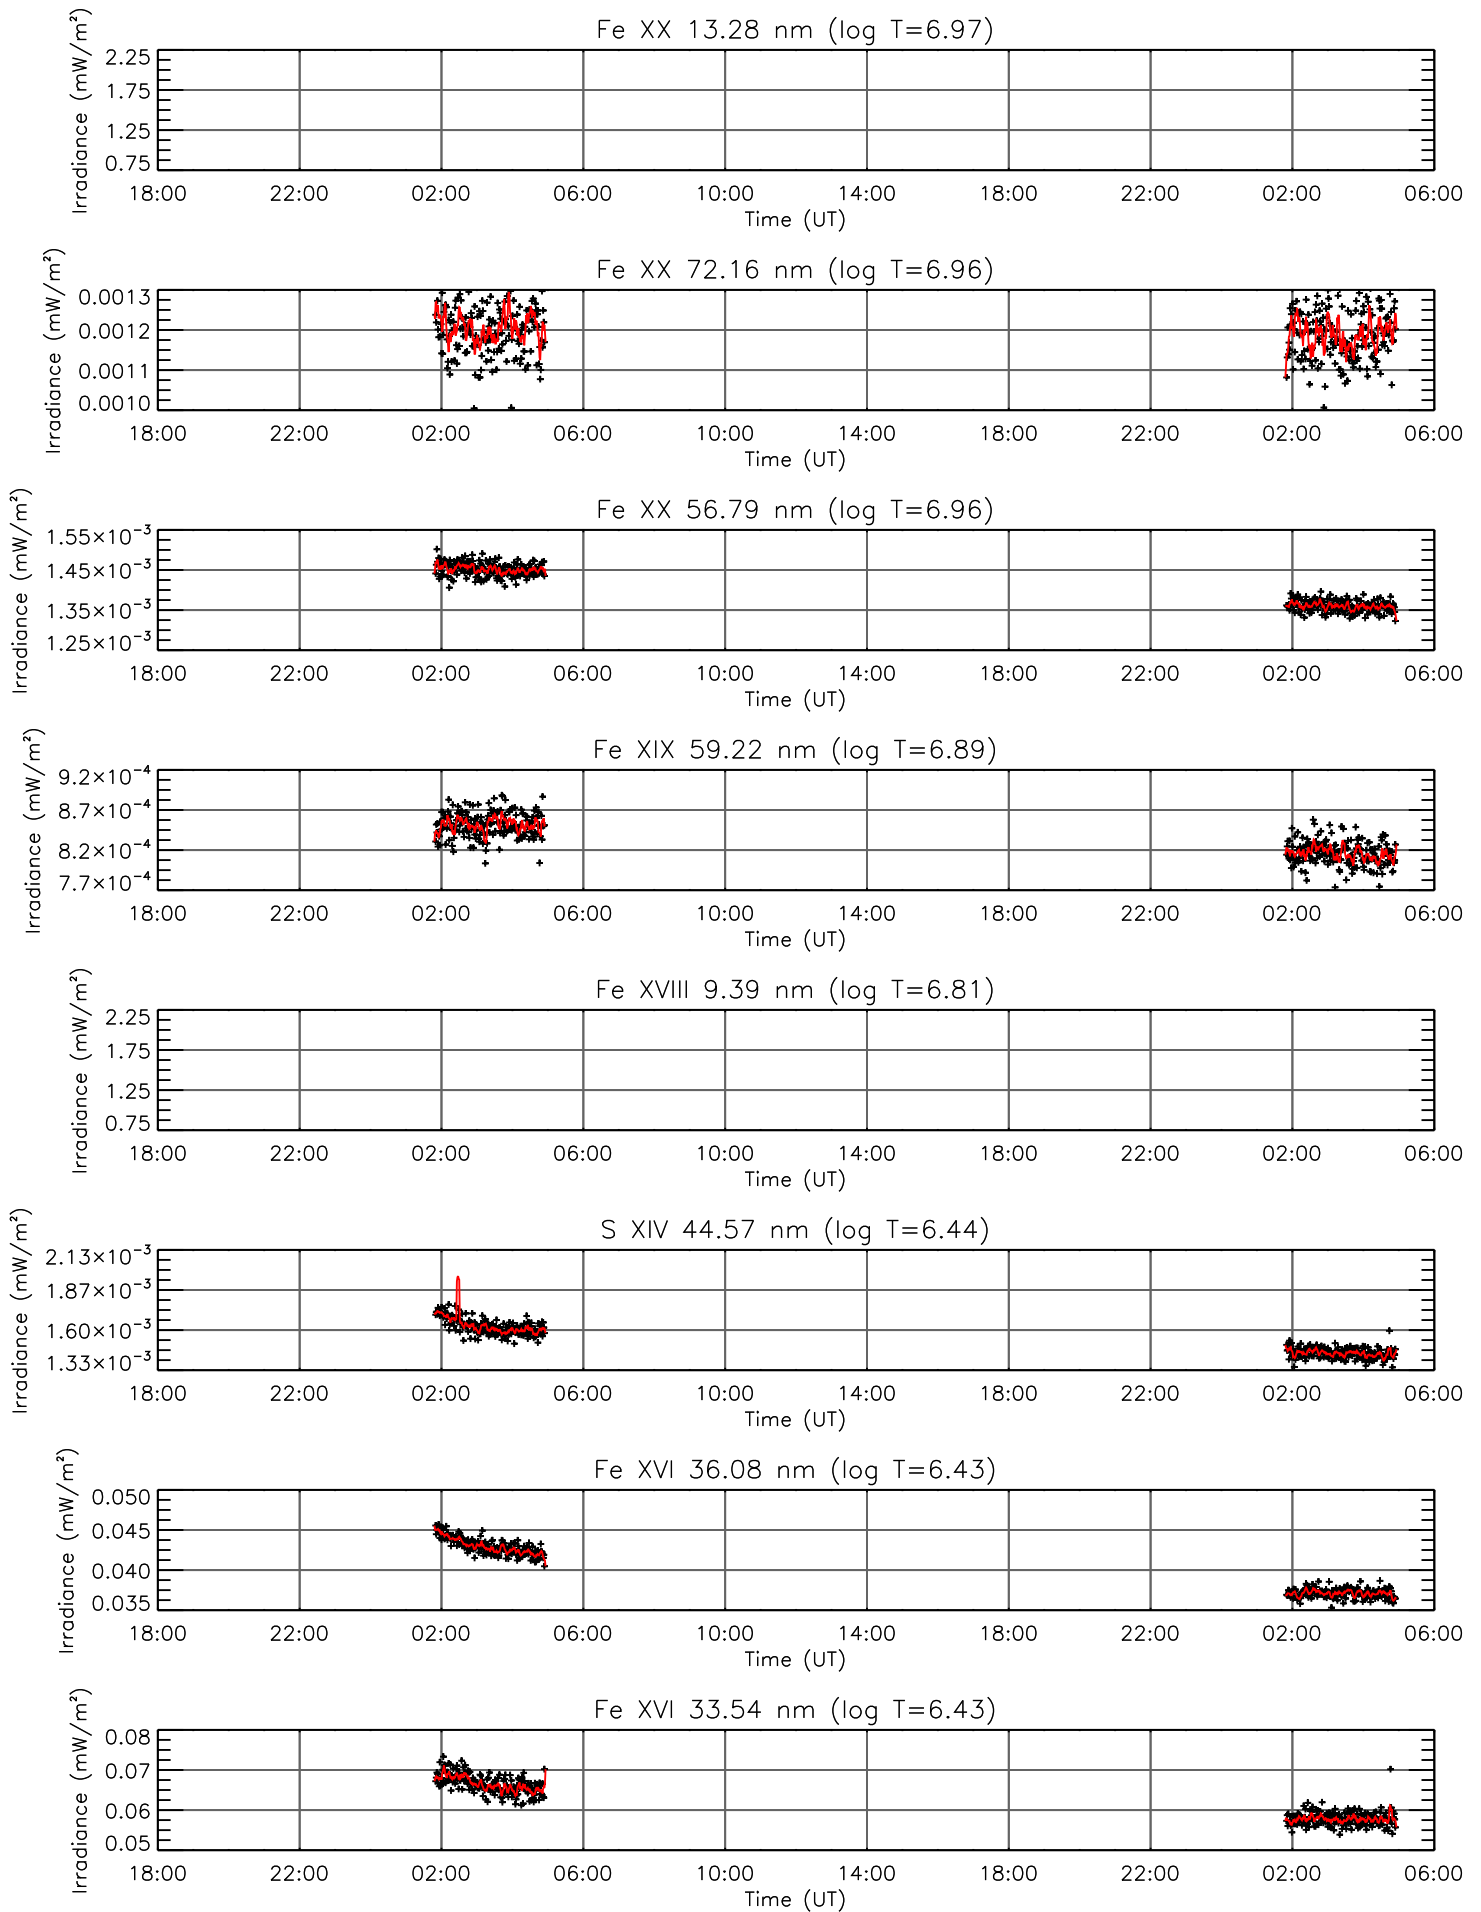 Fe XX 13.28 nm (log T=6.97)
Irradiance (mW/m²)
2.25
1.75
1.25
0.75
18:00 22:00 02:00 06:00 10:00 14:00 18:00 22:00 02:00 06:00
Time (UT)
Fe XX 72.16 nm (log T=6.96)
Irradiance (mW/m²)
0.0013
0.0012
0.0011
0.0010
18:00 22:00 02:00 06:00 10:00 14:00 18:00 22:00 02:00 06:00
Time (UT)
Fe XX 56.79 nm (log T=6.96)
Irradiance (mW/m²)
1.55×10⁻³
1.45×10⁻³
1.35×10⁻³
1.25×10⁻³
18:00 22:00 02:00 06:00 10:00 14:00 18:00 22:00 02:00 06:00
Time (UT)
Fe XIX 59.22 nm (log T=6.89)
Irradiance (mW/m²)
9.2×10⁻⁴
8.7×10⁻⁴
8.2×10⁻⁴
7.7×10⁻⁴
18:00 22:00 02:00 06:00 10:00 14:00 18:00 22:00 02:00 06:00
Time (UT)
Fe XVIII 9.39 nm (log T=6.81)
Irradiance (mW/m²)
2.25
1.75
1.25
0.75
18:00 22:00 02:00 06:00 10:00 14:00 18:00 22:00 02:00 06:00
Time (UT)
S XIV 44.57 nm (log T=6.44)
Irradiance (mW/m²)
2.13×10⁻³
1.87×10⁻³
1.60×10⁻³
1.33×10⁻³
18:00 22:00 02:00 06:00 10:00 14:00 18:00 22:00 02:00 06:00
Time (UT)
Fe XVI 36.08 nm (log T=6.43)
Irradiance (mW/m²)
0.050
0.045
0.040
0.035
18:00 22:00 02:00 06:00 10:00 14:00 18:00 22:00 02:00 06:00
Time (UT)
Fe XVI 33.54 nm (log T=6.43)
Irradiance (mW/m²)
0.08
0.07
0.06
0.05
18:00 22:00 02:00 06:00 10:00 14:00 18:00 22:00 02:00 06:00
Time (UT)